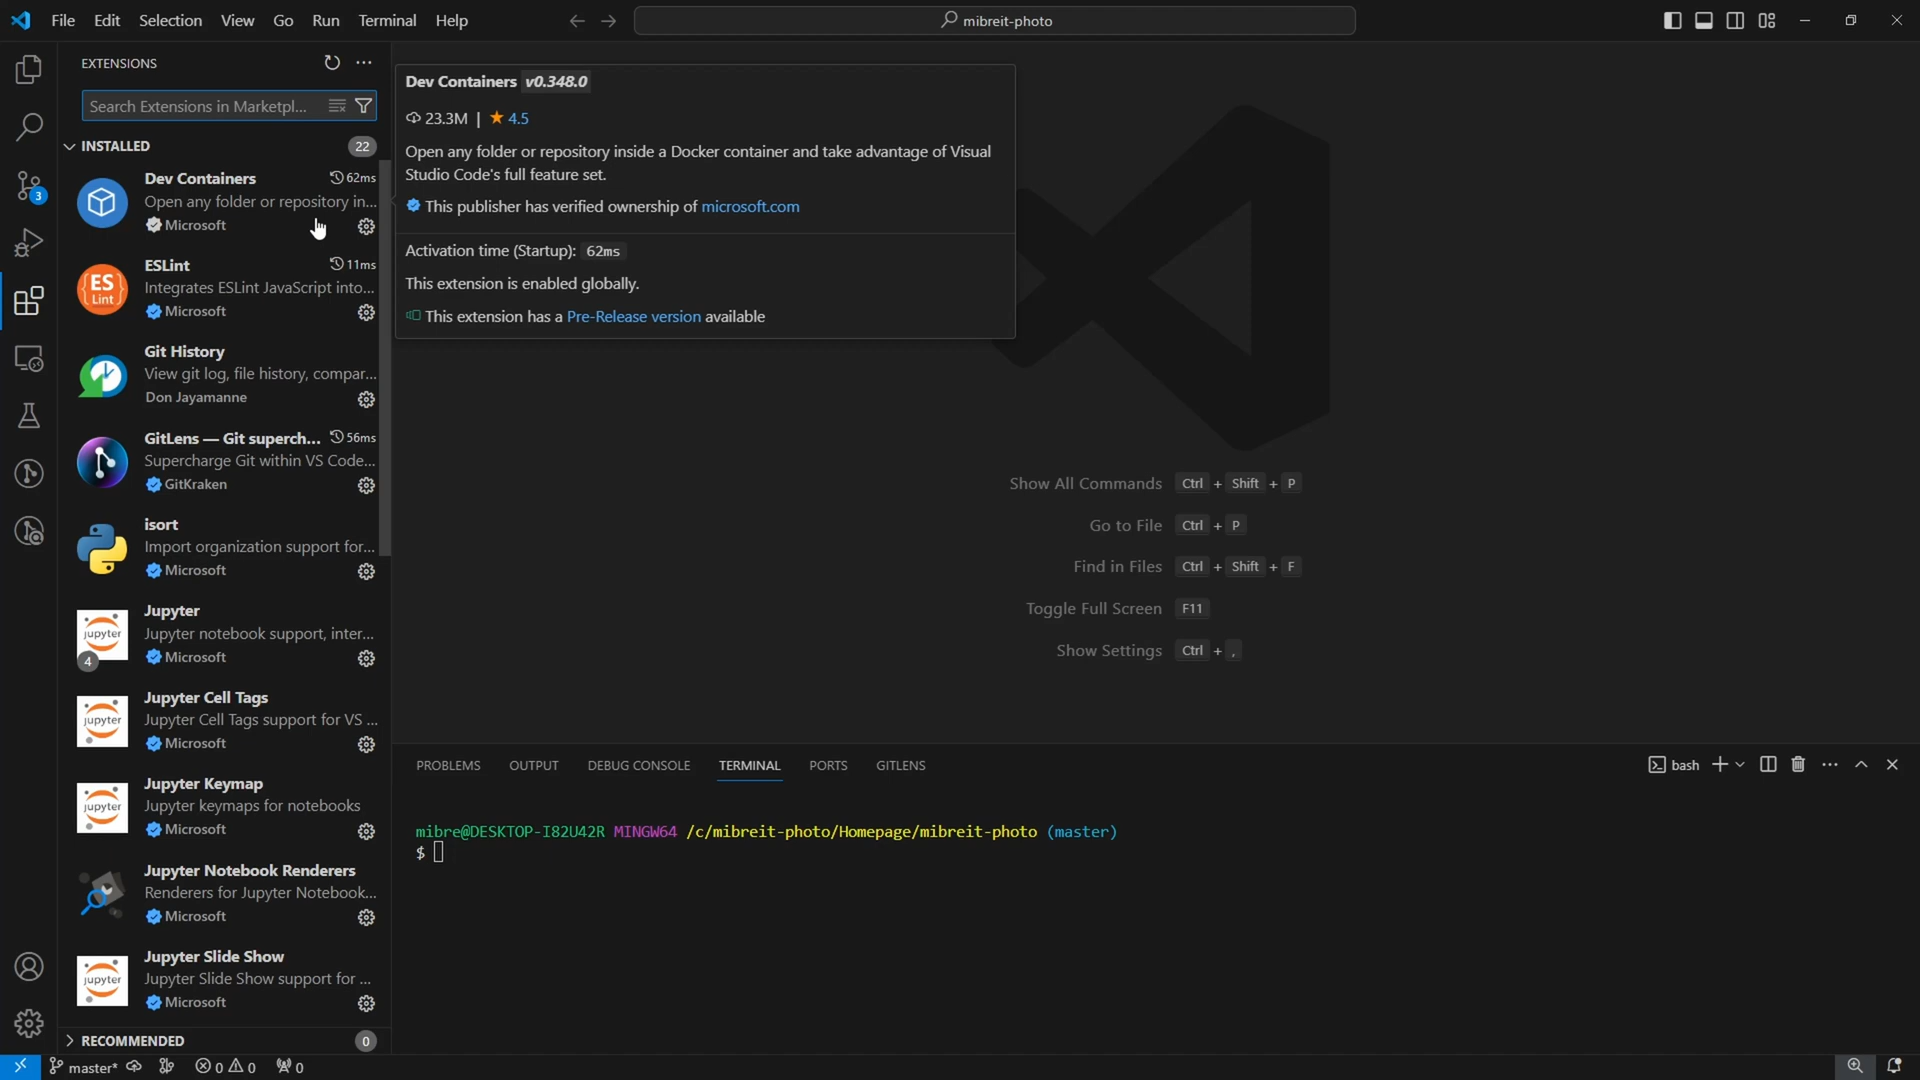 File Edit Selection View Go Run Terminal Help
mibreit-photo
EXTENSIONS
Search Extensions in Marketpl...
INSTALLED 22
Dev Containers 62ms
Open any folder or repository in...
Microsoft
ESLint 11ms
Integrates ESLint JavaScript into...
Microsoft
Git History
View git log, file history, compar...
Don Jayamanne
GitLens — Git superch... 56ms
Supercharge Git within VS Code...
GitKraken
isort
Import organization support for...
Microsoft
Jupyter
Jupyter notebook support, inter...
Microsoft
4
Jupyter Cell Tags
Jupyter Cell Tags support for VS ...
Microsoft
Jupyter Keymap
Jupyter keymaps for notebooks
Microsoft
Jupyter Notebook Renderers
Renderers for Jupyter Notebook...
Microsoft
Jupyter Slide Show
Jupyter Slide Show support for ...
Microsoft
RECOMMENDED 0
3
ES
Lint
jupyter
jupyter
jupyter
jupyter
Dev Containers v0.348.0
23.3M | 4.5
Open any folder or repository inside a Docker container and take advantage of Visual
Studio Code's full feature set.
This publisher has verified ownership of microsoft.com
Activation time (Startup): 62ms
This extension is enabled globally.
This extension has a Pre-Release version available
Show All Commands Ctrl + Shift + P
Go to File Ctrl + P
Find in Files Ctrl + Shift + F
Toggle Full Screen F11
Show Settings Ctrl + ,
PROBLEMS OUTPUT DEBUG CONSOLE TERMINAL PORTS GITLENS
bash
mibre@DESKTOP-I82U42R MINGW64 /c/mibreit-photo/Homepage/mibreit-photo (master)
$
master* 0 0 0